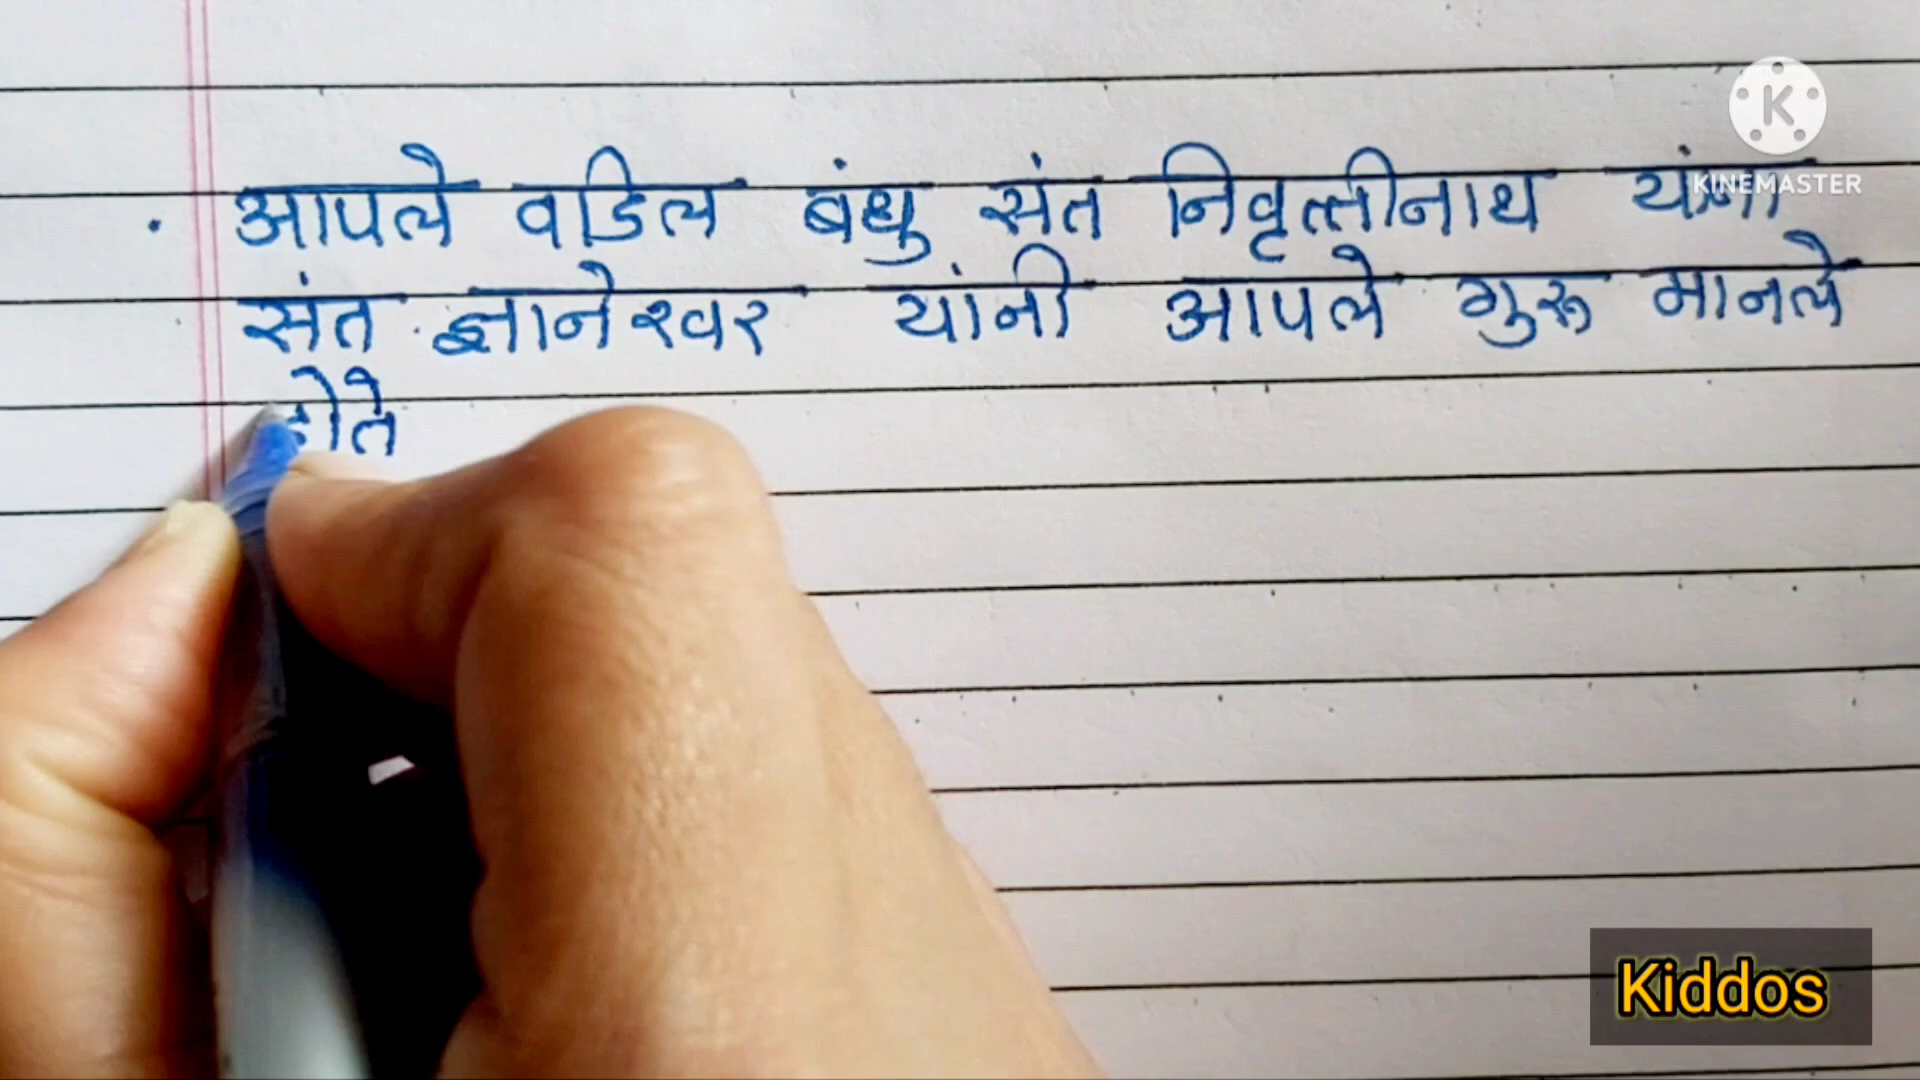 KINEMASTER
आपले वडिल बंधु संत निवृत्तीनाथ यांना
संत ज्ञानेश्वर यांनी आपले गुरू मानले
होते
Kiddos